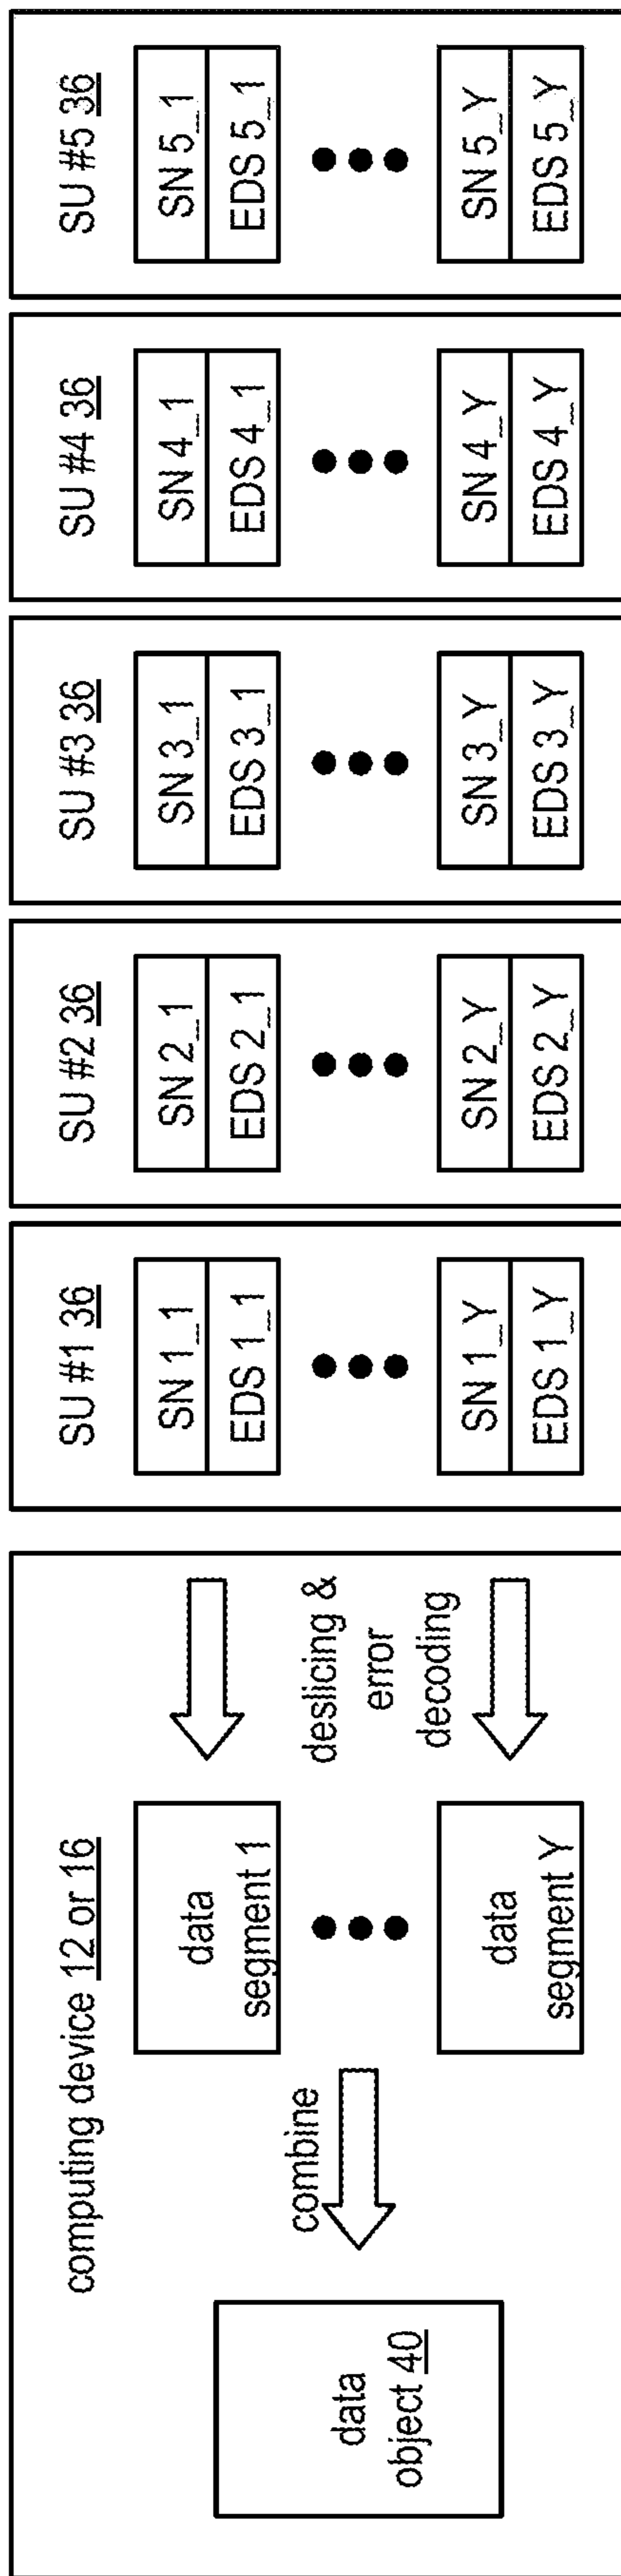 computing device 12 or 16
data
object 40
combine
data
segment 1
data
segment Y
deslicing &
error
decoding
SU #1 36
SN 1_1
EDS 1_1
SN 1_Y
EDS 1_Y
SU #2 36
SN 2_1
EDS 2_1
SN 2_Y
EDS 2_Y
SU #3 36
SN 3_1
EDS 3_1
SN 3_Y
EDS 3_Y
SU #4 36
SN 4_1
EDS 4_1
SN 4_Y
EDS 4_Y
SU #5 36
SN 5_1
EDS 5_1
SN 5_Y
EDS 5_Y